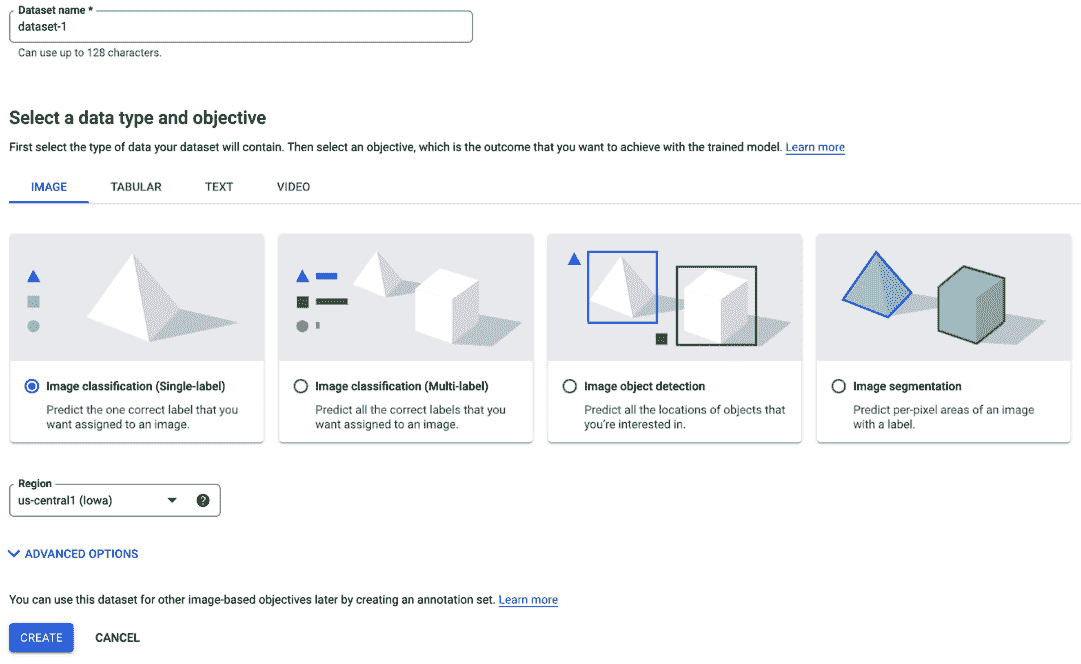 Dataset name *
dataset-1
Can use up to 128 characters.
Select a data type and objective
First select the type of data your dataset will contain. Then select an objective, which is the outcome that you want to achieve with the trained model. Learn more
IMAGE TABULAR TEXT VIDEO
Image classification (Single-label)
Predict the one correct label that you
want assigned to an image.
Image classification (Multi-label)
Predict all the correct labels that you
want assigned to an image.
Image object detection
Predict all the locations of objects that
you're interested in.
Image segmentation
Predict per-pixel areas of an image
with a label.
Region
us-central1 (Iowa)
ADVANCED OPTIONS
You can use this dataset for other image-based objectives later by creating an annotation set. Learn more
CREATE CANCEL